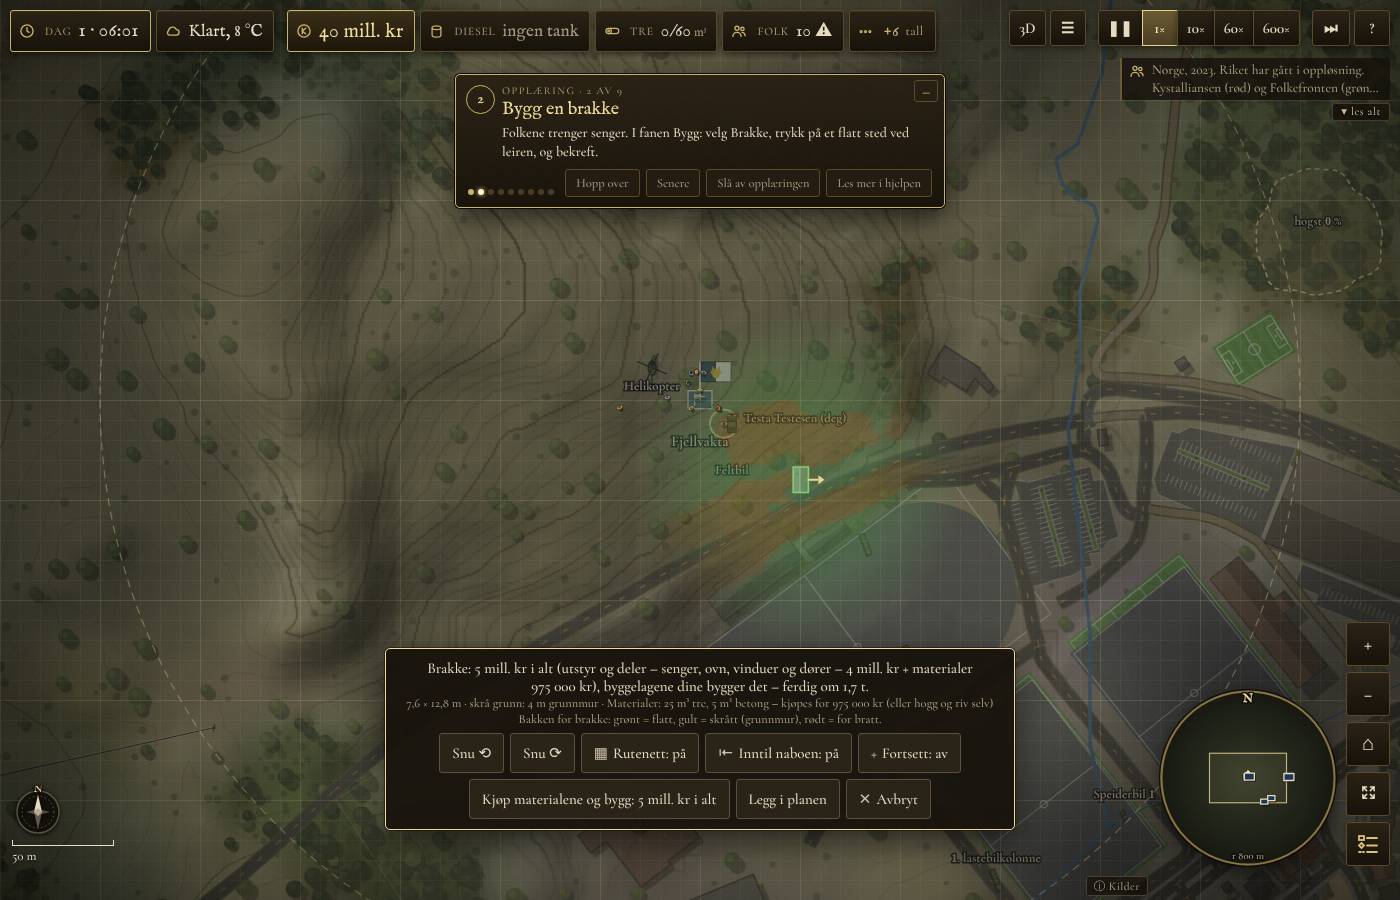 DAG 1 · 06:01
Klart, 8 °C
40 mill. kr
DIESEL ingen tank
TRE 0/60 m³
FOLK 10
+6 tall
3D
1×
10×
60×
600×
?
Norge, 2023. Riket har gått i oppløsning.
Kystalliansen (rød) og Folkefronten (grøn...
▾ les alt
2
OPPLÆRING · 2 AV 9
Bygg en brakke
Folkene trenger senger. I fanen Bygg: velg Brakke, trykk på et flatt sted ved
leiren, og bekreft.
Hopp over
Senere
Slå av opplæringen
Les mer i hjelpen
hogst 0 %
Helikopter
Testa Testesen (deg)
Fjellvakta
Feltbil
Brakke: 5 mill. kr i alt (utstyr og deler – senger, ovn, vinduer og dører – 4 mill. kr + materialer
975 000 kr), byggelagene dine bygger det – ferdig om 1,7 t.
7,6 × 12,8 m · skrå grunn: 4 m grunnmur · Materialer: 25 m³ tre, 5 m³ betong – kjøpes for 975 000 kr (eller hogg og riv selv)
Bakken for brakke: grønt = flatt, gult = skrått (grunnmur), rødt = for bratt.
Snu ⟲
Snu ⟳
▦ Rutenett: på
⇤ Inntil naboen: på
+ Fortsett: av
Kjøp materialene og bygg: 5 mill. kr i alt
Legg i planen
✕ Avbryt
N
50 m
Speiderbil 1
1. lastebilkolonne
N
r 800 m
+
−
ⓘ Kilder